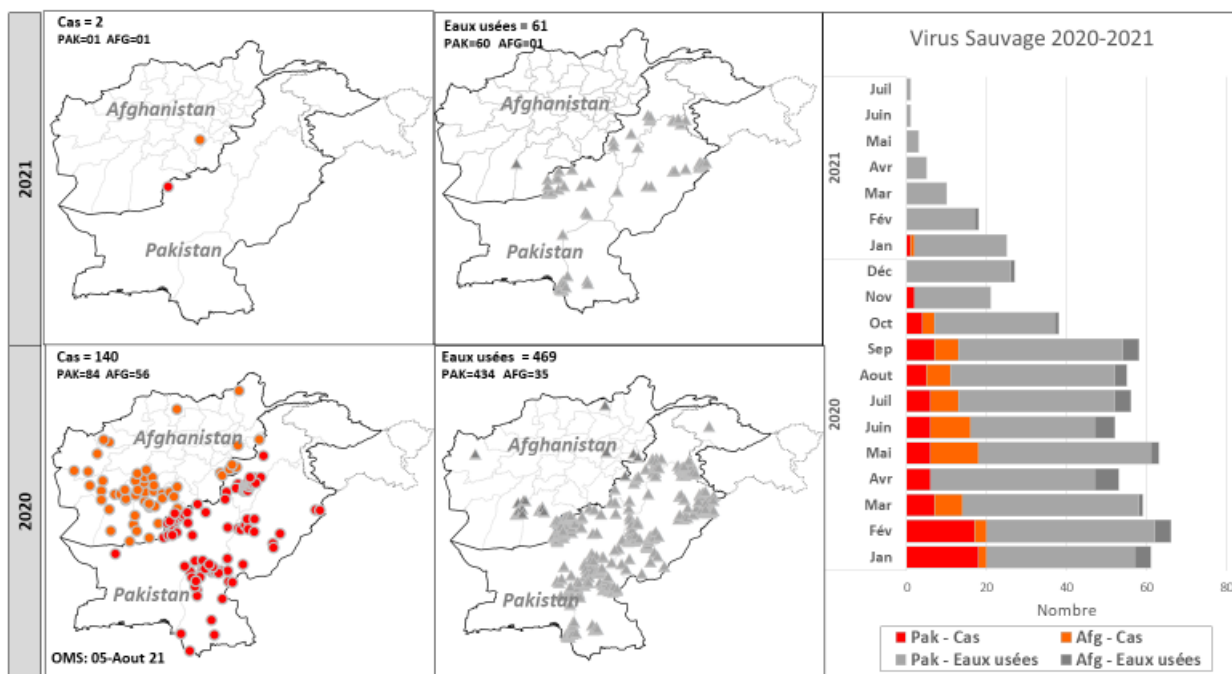 Cas = 2
PAK=01 AFG=01
Afghanistan
Pakistan
2021
Eaux usées = 61
PAK=60 AFG=01
Afghanistan
Pakistan
Cas = 140
PAK=84 AFG=56
Afghanistan
Pakistan
OMS: 05-Aout 21
2020
Eaux usées = 469
PAK=434 AFG=35
Afghanistan
Pakistan
Virus Sauvage 2020-2021
Juil
Juin
Mai
Avr
Mar
Fév
Jan
2021
Déc
Nov
Oct
Sep
Aout
Juil
Juin
Mai
Avr
Mar
Fév
Jan
2020
0 20 40 60 80
Nombre
Pak - Cas
Afg - Cas
Pak - Eaux usées
Afg - Eaux usées